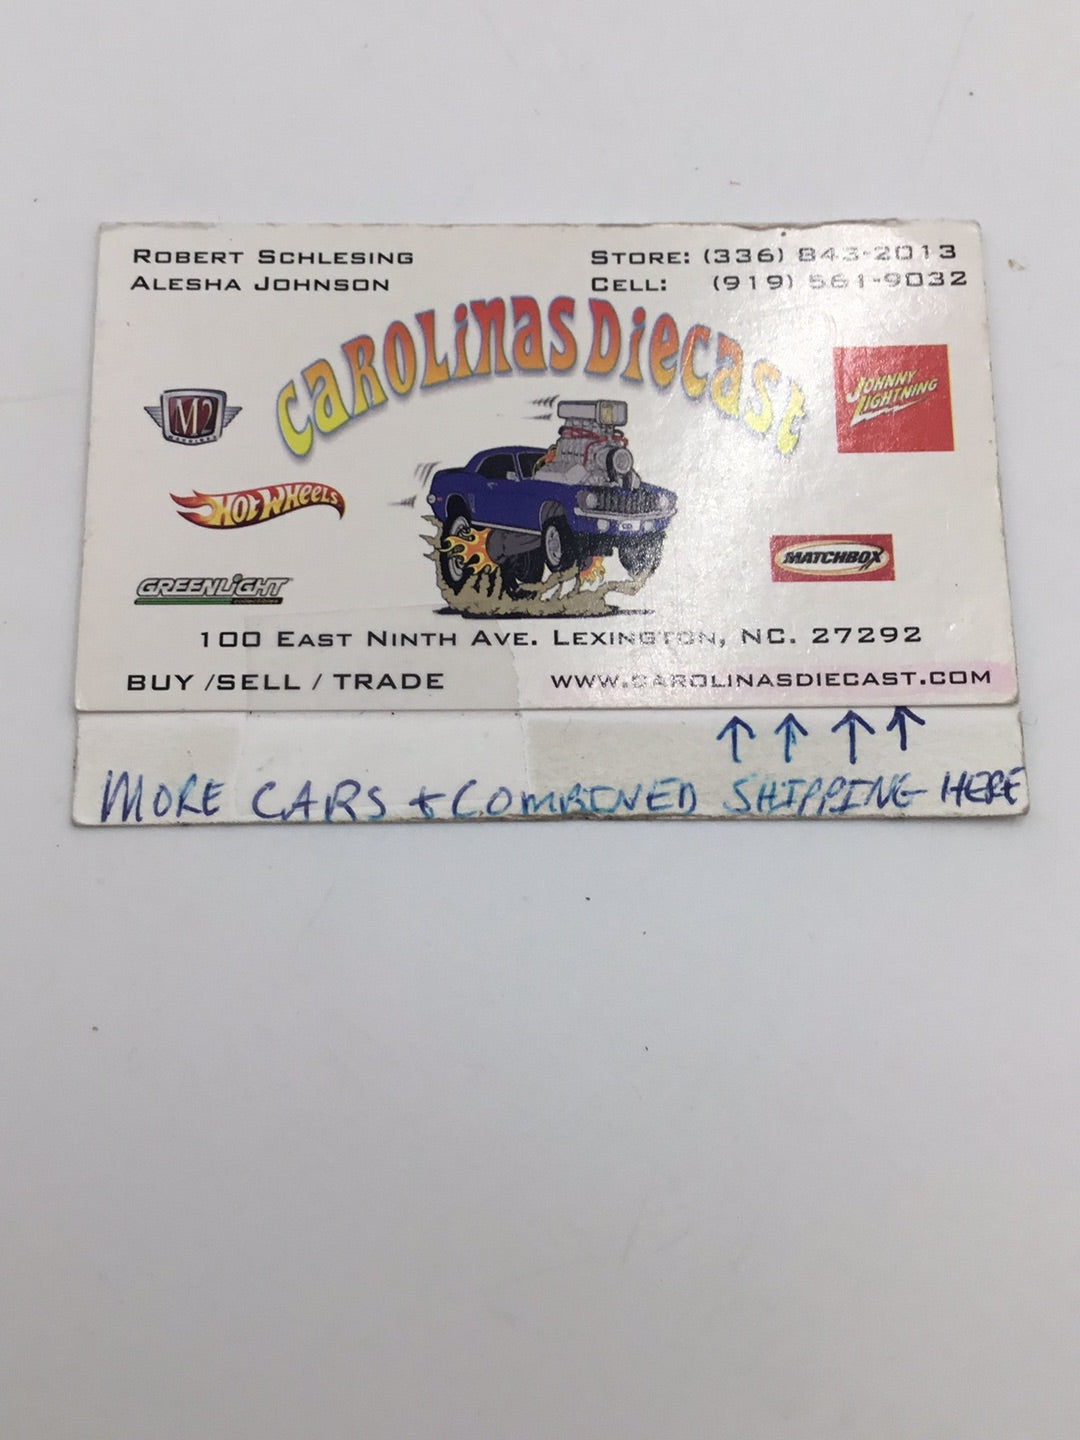 ROBERT SCHLESING
ALESHA JOHNSON
STORE: (336) 843-2013
CELL: (919) 561-9032
CAROLINAS DIECAST
M2
MACHINES
JOHNNY
LIGHTNING
HOT WHEELS
MATCHBOX
GREENLIGHT
100 EAST NINTH AVE. LEXINGTON, NC. 27292
BUY /SELL / TRADE
WWW.CAROLINASDIECAST.COM
MORE CARS & COMBINED SHIPPING HERE